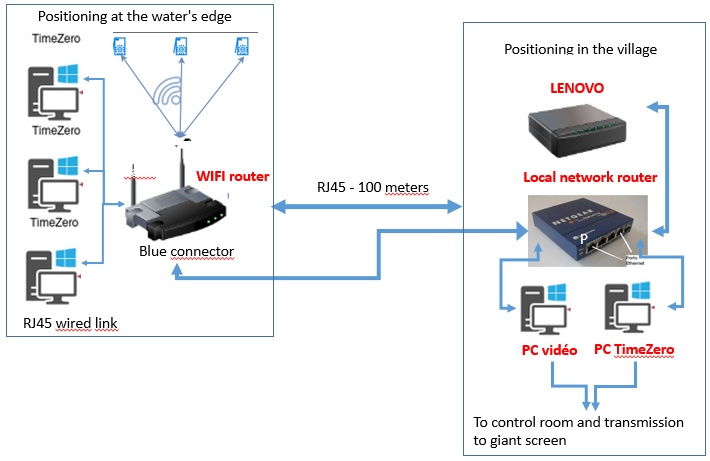 Positioning at the water's edge
TimeZero
TimeZero
TimeZero
WIFI router
Blue connector
RJ45 wired link
RJ45 - 100 meters
Positioning in the village
LENOVO
Local network router
NETGEAR
P
Ports
Ethernet
PC vidéo
PC TimeZero
To control room and transmission
to giant screen